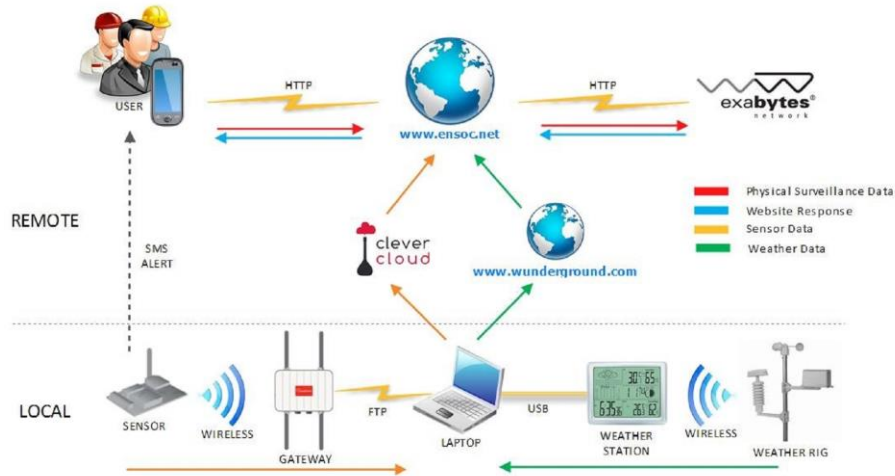 USER
HTTP
HTTP
www.ensoc.net
exabytes®
network
Physical Surveillance Data
Website Response
Sensor Data
Weather Data
REMOTE
SMS
ALERT
clever
cloud
www.wunderground.com
LOCAL
SENSOR
WIRELESS
GATEWAY
FTP
LAPTOP
USB
WEATHER
STATION
WIRELESS
WEATHER RIG